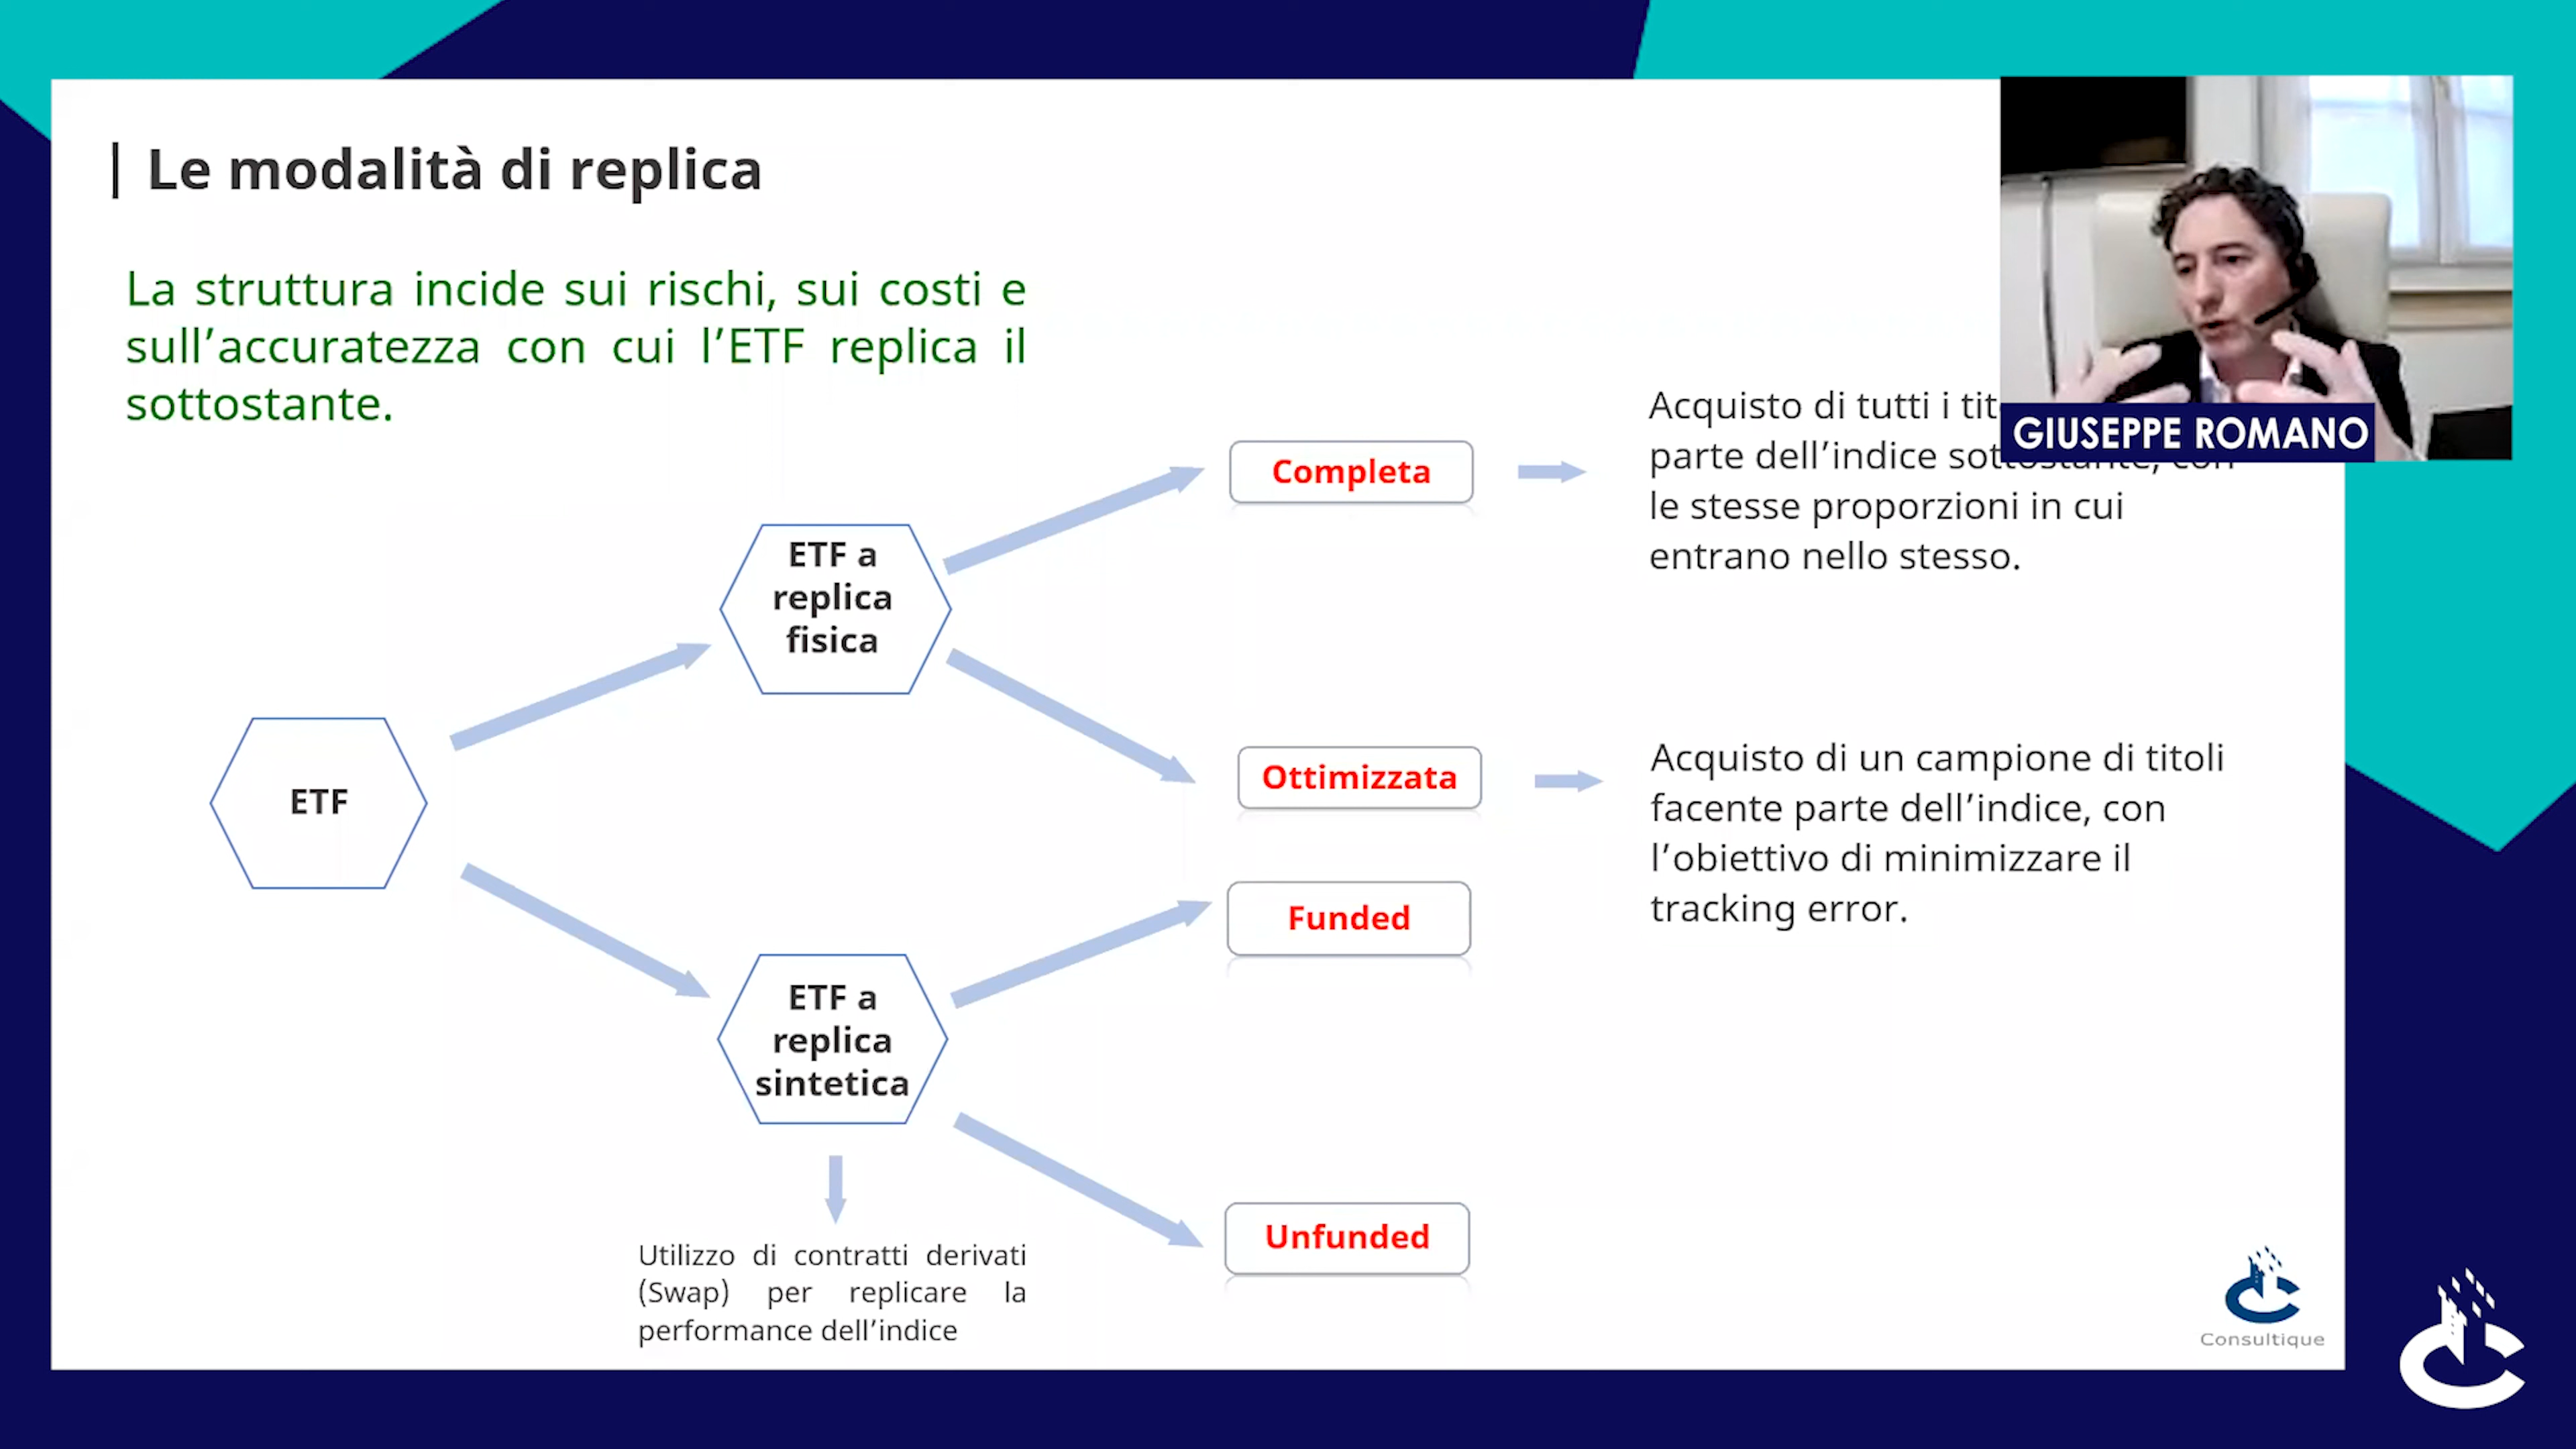 Le modalità di replica
La struttura incide sui rischi, sui costi e
sull’accuratezza con cui l’ETF replica il
sottostante.
GIUSEPPE ROMANO
Acquisto di tutti i
parte dell’indice sottostante, con
le stesse proporzioni in cui
entrano nello stesso.
Completa
ETF a
replica
fisica
Ottimizzata
Acquisto di un campione di titoli
facente parte dell’indice, con
l’obiettivo di minimizzare il
tracking error.
ETF
Funded
ETF a
replica
sintetica
Unfunded
Utilizzo di contratti derivati
(Swap) per replicare la
performance dell’indice
Consultique